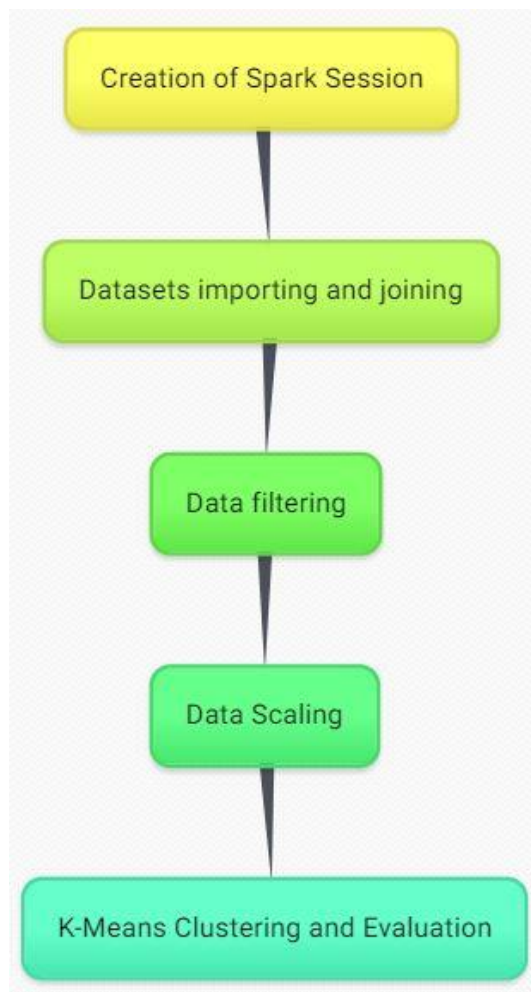 Creation of Spark Session
Datasets importing and joining
Data filtering
Data Scaling
K-Means Clustering and Evaluation